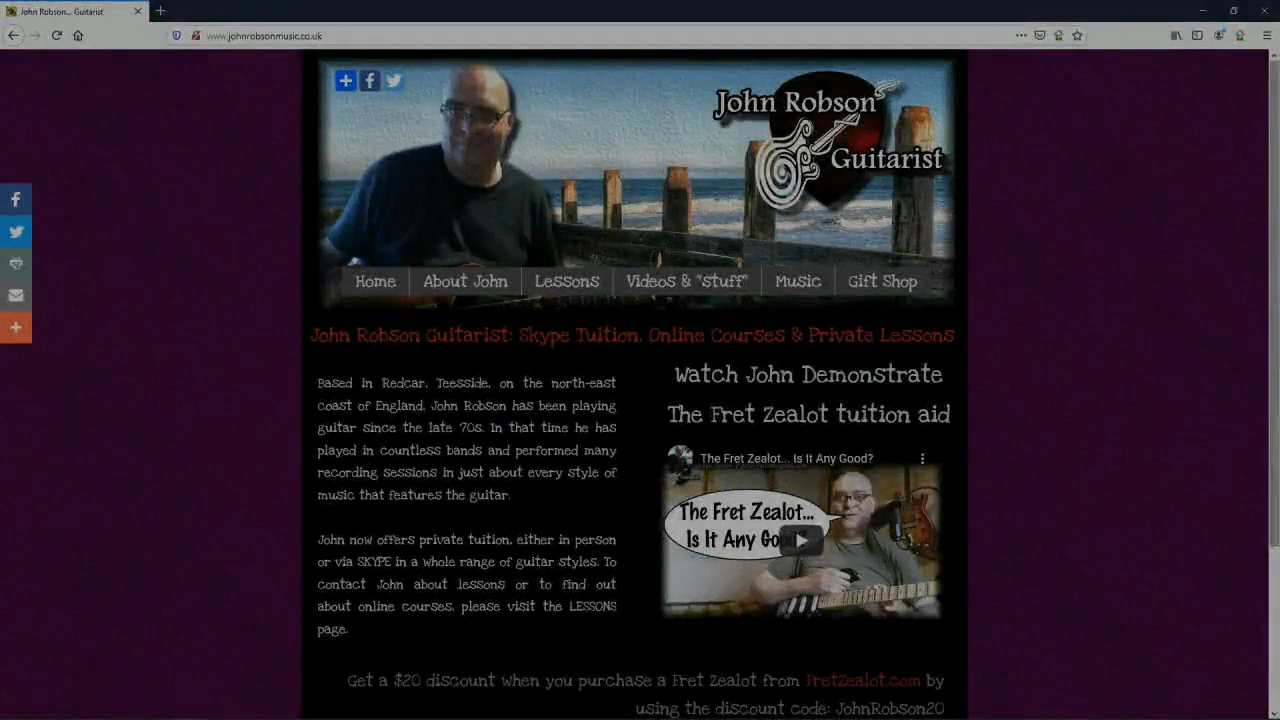 John Robson... Guitarist
www.johnrobsonmusic.co.uk
John Robson
Guitarist
Home
About John
Lessons
Videos & "stuff"
Music
Gift Shop
John Robson Guitarist: Skype Tuition, Online Courses & Private Lessons
Based in Redcar, Teesside, on the north-east
coast of England, John Robson has been playing
guitar since the late 70s. In that time he has
played in countless bands and performed many
recording sessions in just about every style of
music that features the guitar.
John now offers private tuition, either in person
or via SKYPE in a whole range of guitar styles. To
contact John about lessons or to find out
about online courses, please visit the LESSONS
page.
Watch John Demonstrate
The Fret Zealot tuition aid
The Fret Zealot... Is It Any Good?
The Fret Zealot...
Is It Any Good?
Get a $20 discount when you purchase a Fret Zealot from FretZealot.com by
using the discount code: JohnRobson20